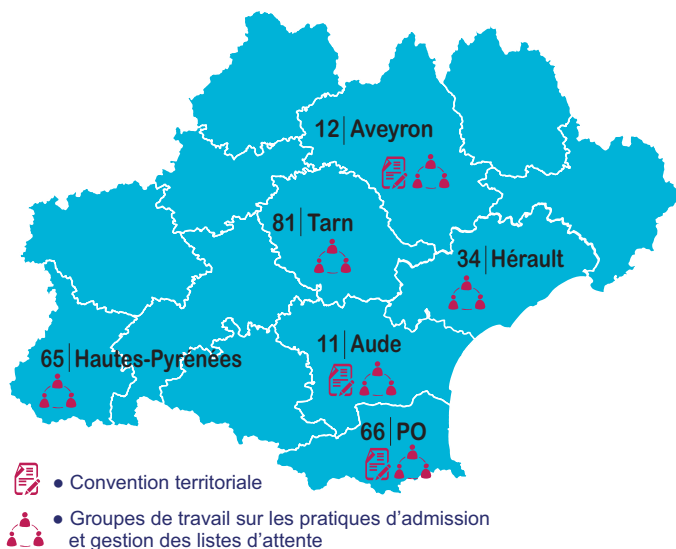 12 | Aveyron
81 | Tarn
34 | Hérault
65 | Hautes-Pyrénées
11 | Aude
66 | PO
• Convention territoriale
• Groupes de travail sur les pratiques d'admission
et gestion des listes d'attente